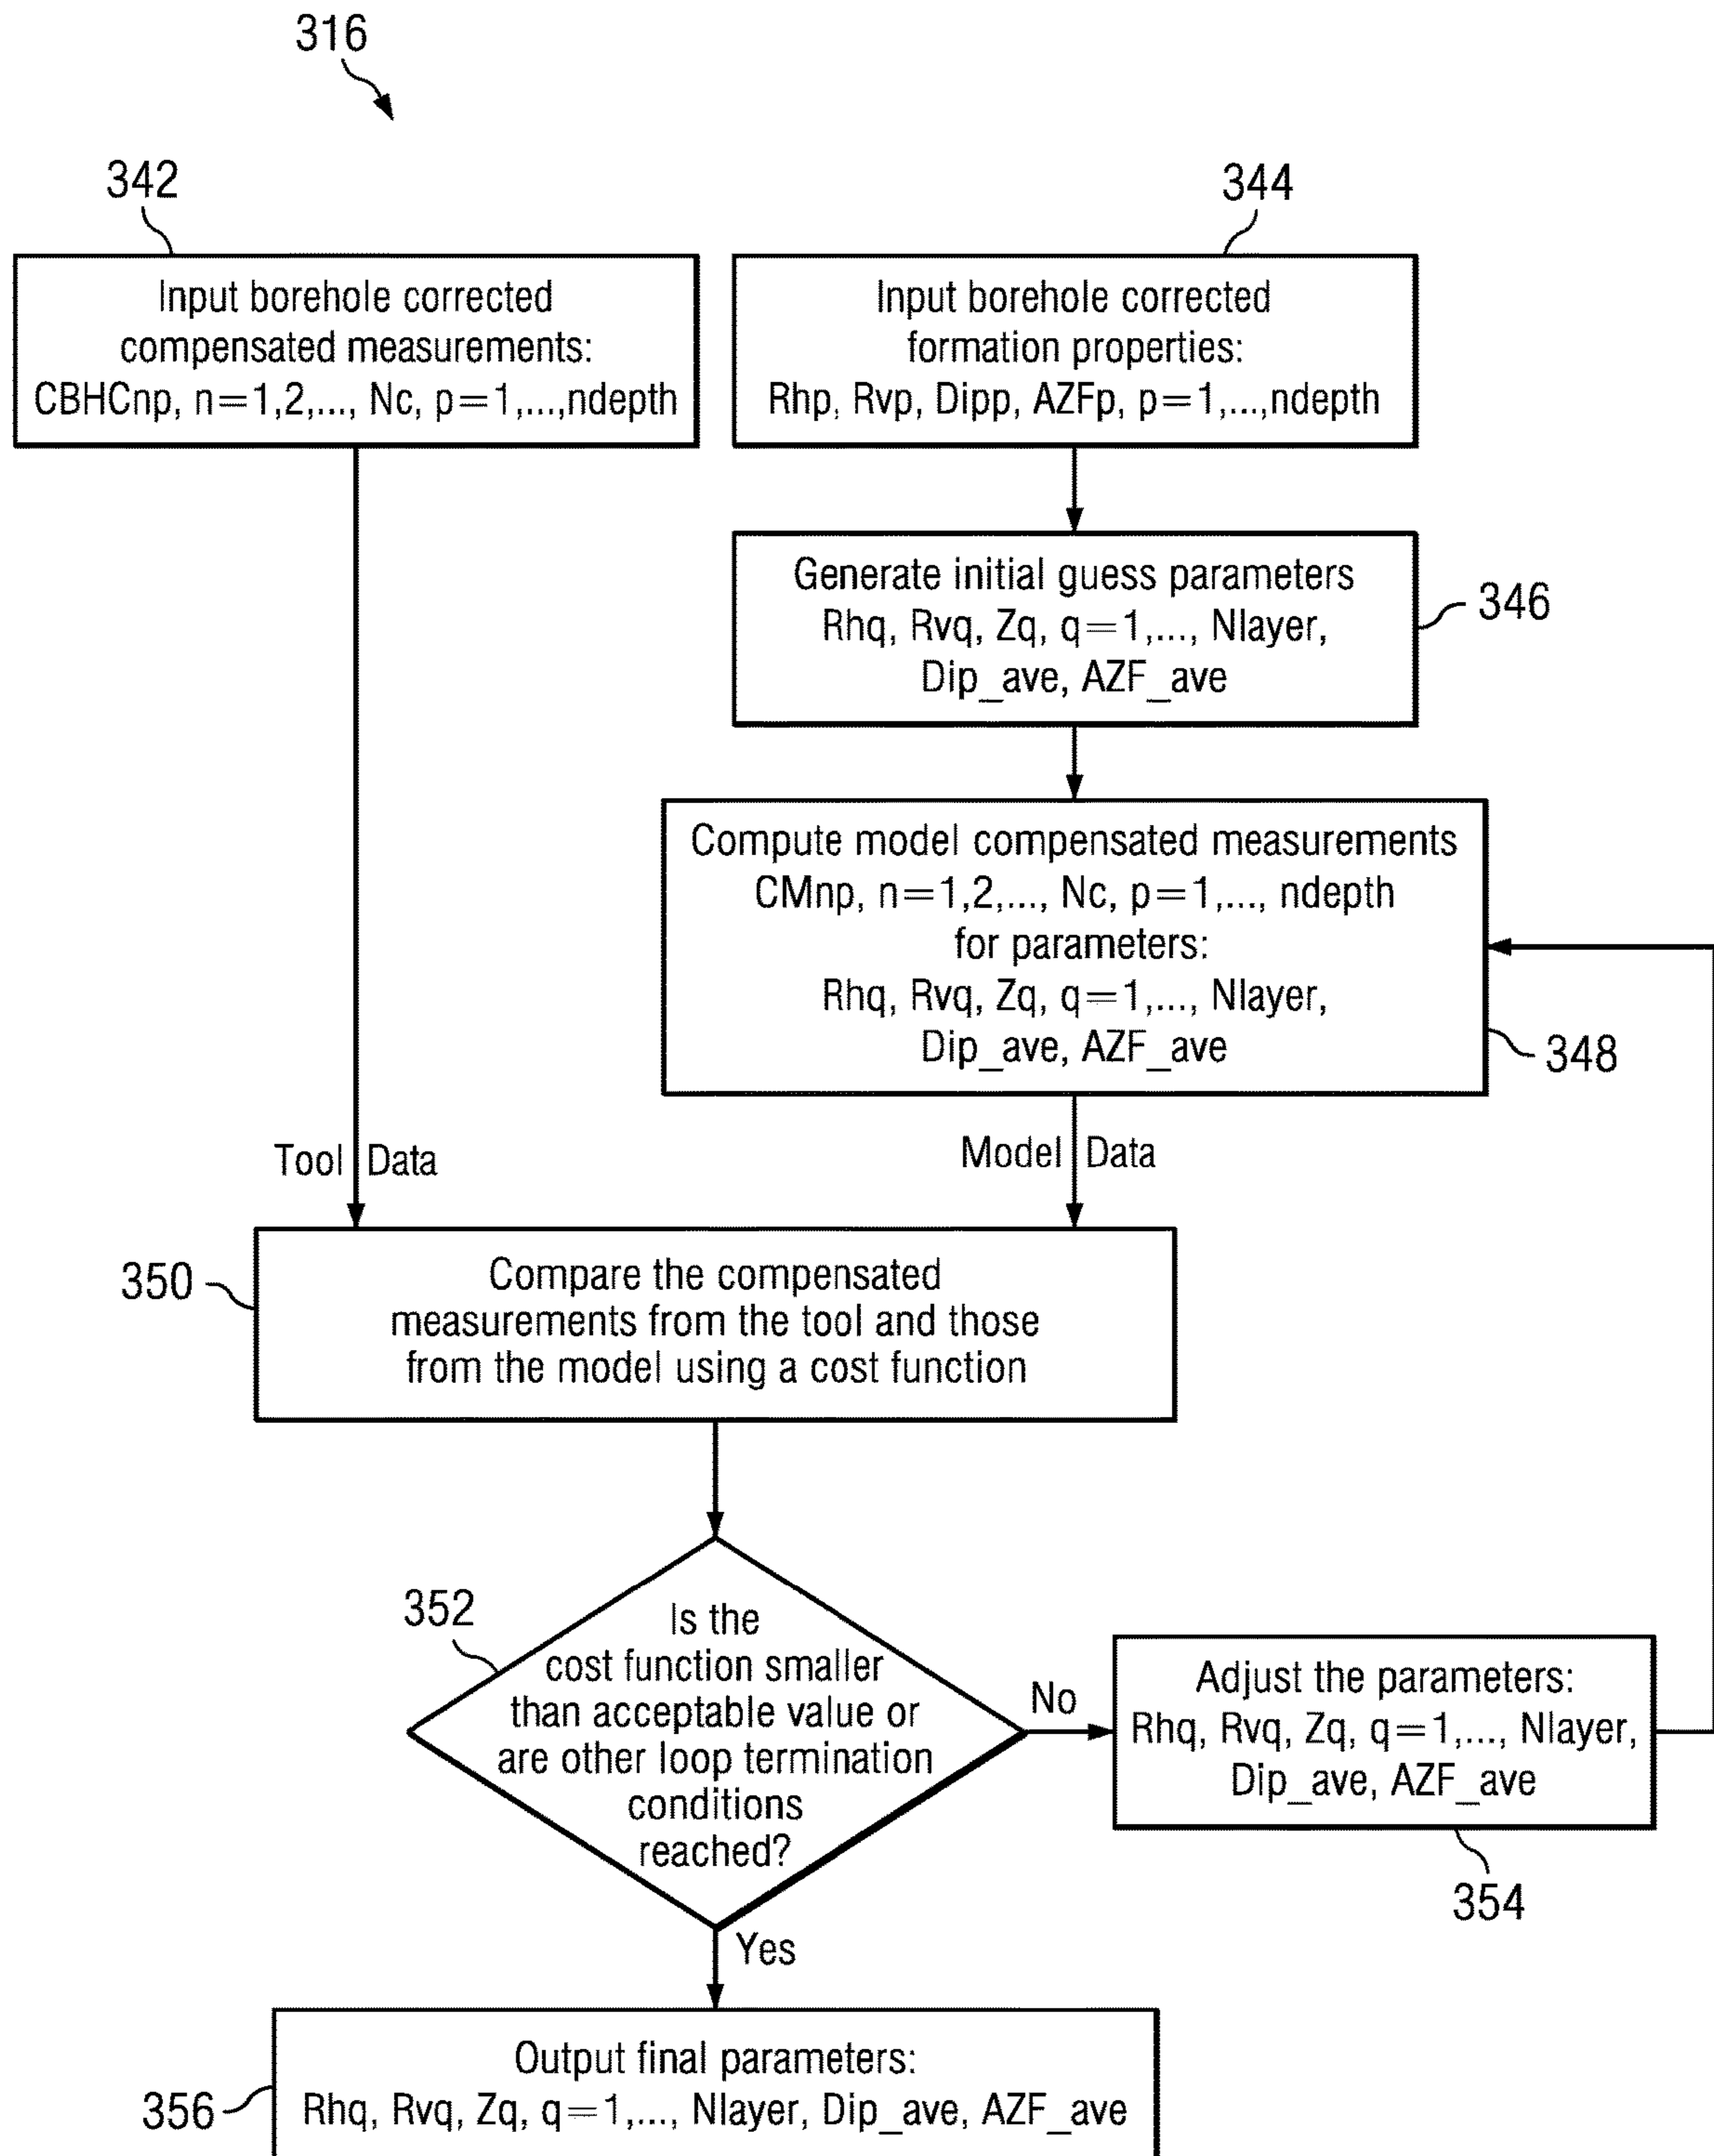 316
342
344
Input borehole corrected
compensated measurements:
CBHCnp, n=1,2,..., Nc, p=1,...,ndepth
Input borehole corrected
formation properties:
Rhp, Rvp, Dipp, AZFp, p=1,...,ndepth
Generate initial guess parameters
Rhq, Rvq, Zq, q=1,..., Nlayer,
Dip_ave, AZF_ave
346
Compute model compensated measurements
CMnp, n=1,2,..., Nc, p=1,..., ndepth
for parameters:
Rhq, Rvq, Zq, q=1,..., Nlayer,
Dip_ave, AZF_ave
348
Tool Data
Model Data
350
Compare the compensated
measurements from the tool and those
from the model using a cost function
352
Is the
cost function smaller
than acceptable value or
are other loop termination
conditions
reached?
No
Adjust the parameters:
Rhq, Rvq, Zq, q=1,..., Nlayer,
Dip_ave, AZF_ave
354
Yes
Output final parameters:
Rhq, Rvq, Zq, q=1,..., Nlayer, Dip_ave, AZF_ave
356